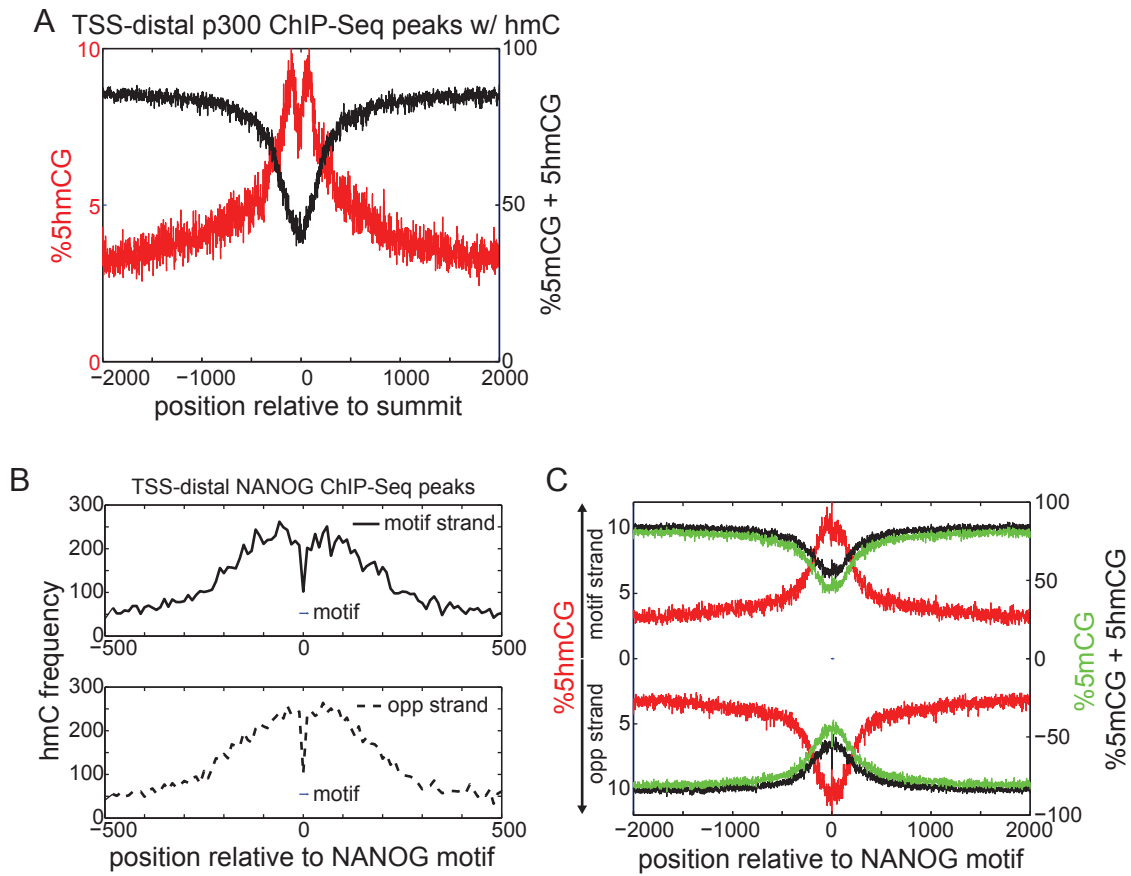 A
TSS-distal p300 ChIP-Seq peaks w/ hmC
10
5
0
%5hmCG
100
50
0
%5mCG + 5hmCG
−2000 −1000 0 1000 2000
position relative to summit
B
TSS-distal NANOG ChIP-Seq peaks
300
250
200
100
0
motif strand
motif
−500 0 500
300
250
200
100
0
opp strand
motif
−500 0 500
hmC frequency
position relative to NANOG motif
C
%5hmCG
motif strand
opp strand
10
5
0
5
10
100
50
0
−50
−100
%5mCG
%5mCG + 5hmCG
−2000 −1000 0 1000 2000
position relative to NANOG motif